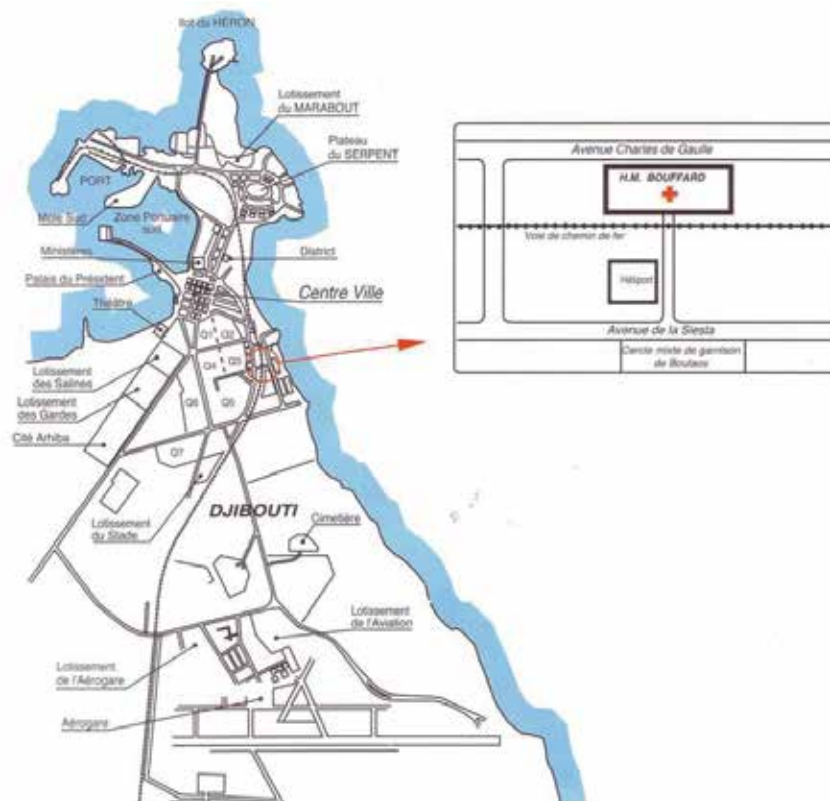 Ilot du HÉRON
Lotissement
du MARABOUT
Plateau
du SERPENT
PORT
Mole Sud
Zone Portuaire
sud
Ministères
District
Palais du Président
Centre Ville
Théâtre
Q1
Q2
Q3
Q4
Q5
Q6
Q7
Lotissement
des Salines
Lotissement
des Gardes
Cité Arhiba
DJIBOUTI
Lotissement
du Stade
Cimetière
Lotissement
de l'Aviation
Lotissement
de l'Aérogare
Aérogare
Avenue Charles de Gaulle
H.M. BOUFFARD
Voie de chemin de fer
Héliport
Avenue de la Siesta
Cercle mixte de garnison
de Boulaos